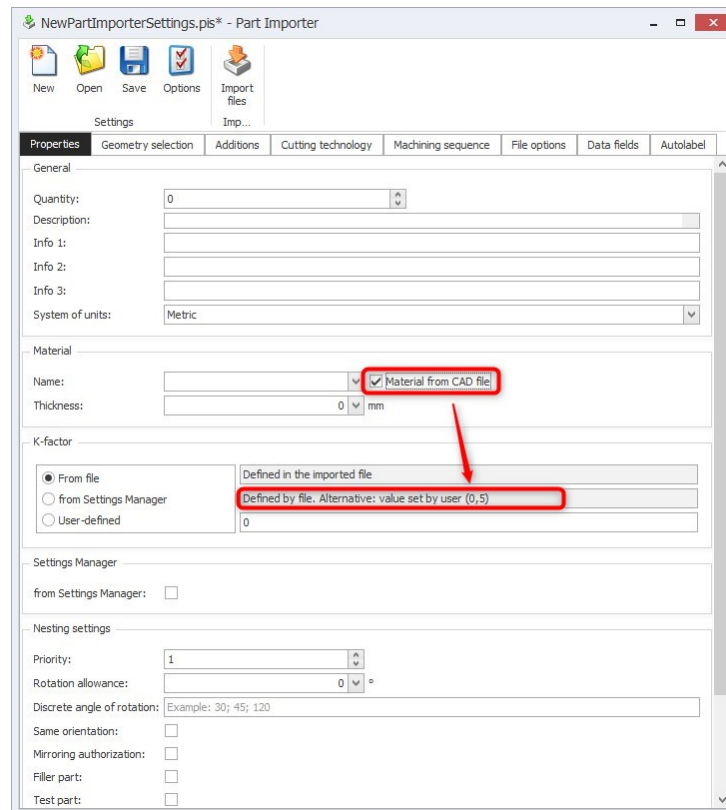 NewPartImporterSettings.pis* - Part Importer
New Open Save Options Import files
Settings Imp...
Properties Geometry selection Additions Cutting technology Machining sequence File options Data fields Autolabel
General
Quantity: 0
Description:
Info 1:
Info 2:
Info 3:
System of units: Metric
Material
Name: Material from CAD file
Thickness: 0 mm
K-factor
From file Defined in the imported file
from Settings Manager Defined by file. Alternative: value set by user (0,5)
User-defined 0
Settings Manager
from Settings Manager:
Nesting settings
Priority: 1
Rotation allowance: 0 °
Discrete angle of rotation: Example: 30; 45; 120
Same orientation:
Mirroring authorization:
Filler part:
Test part: